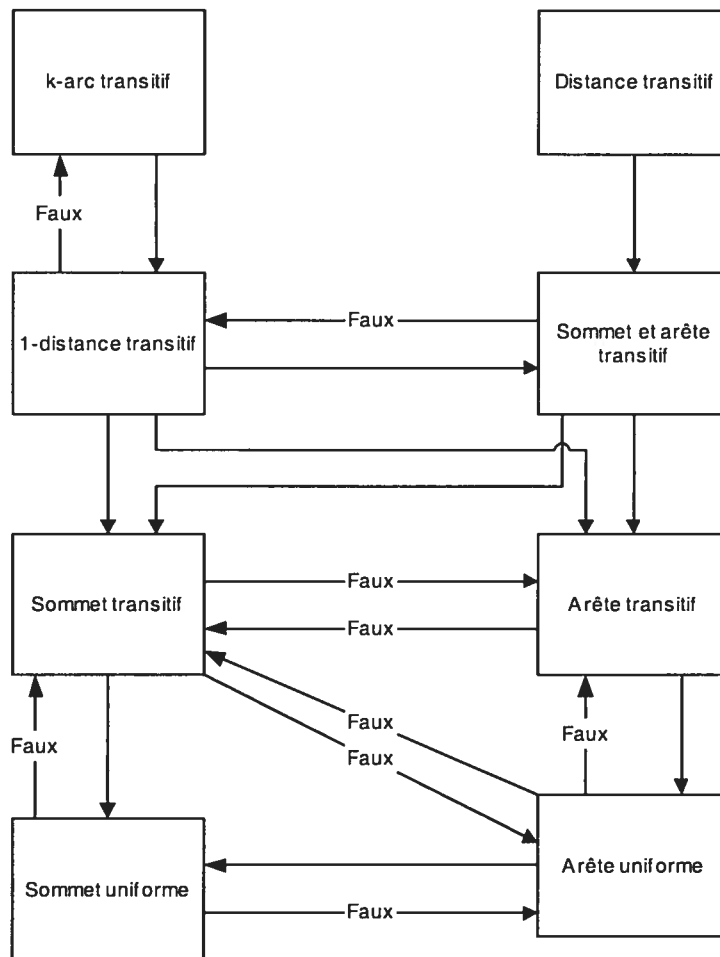 k-arc transitif
Distance transitif
Faux
1-distance transitif
Faux
Sommet et arête
transitif
Sommet transitif
Faux
Faux
Arête transitif
Faux
Faux
Faux
Faux
Sommet uniforme
Faux
Arête uniforme